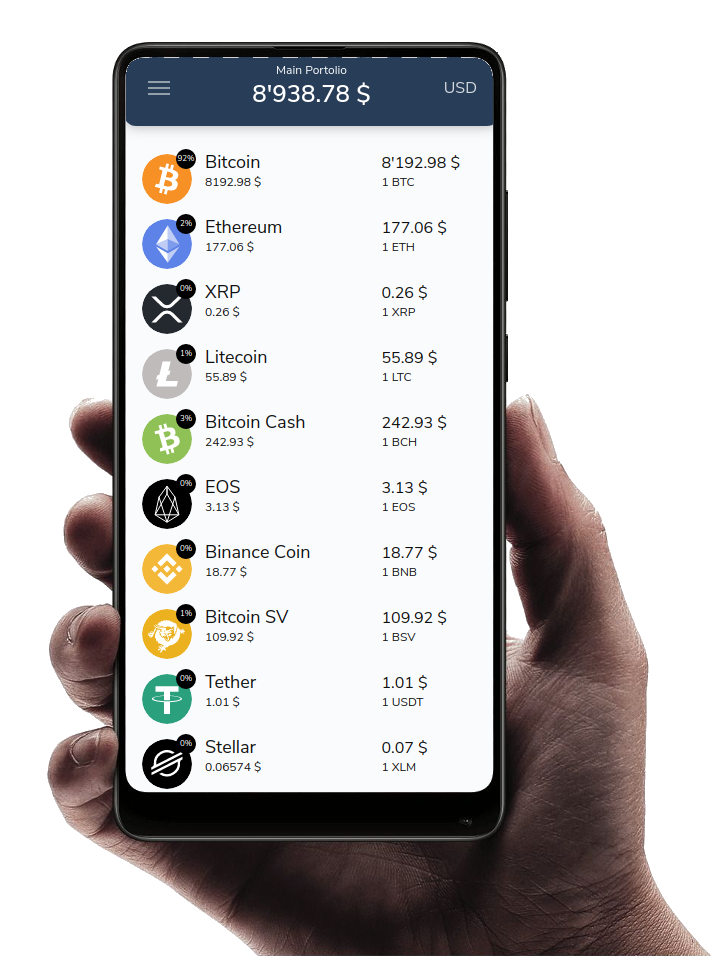 Main Portolio
8'938.78 $
USD
92%
Bitcoin
8'192.98 $
8192.98 $
1 BTC
2%
Ethereum
177.06 $
177.06 $
1 ETH
0%
XRP
0.26 $
0.26 $
1 XRP
1%
Litecoin
55.89 $
55.89 $
1 LTC
3%
Bitcoin Cash
242.93 $
242.93 $
1 BCH
0%
EOS
3.13 $
3.13 $
1 EOS
0%
Binance Coin
18.77 $
18.77 $
1 BNB
1%
Bitcoin SV
109.92 $
109.92 $
1 BSV
0%
Tether
1.01 $
1.01 $
1 USDT
0%
Stellar
0.07 $
0.06574 $
1 XLM